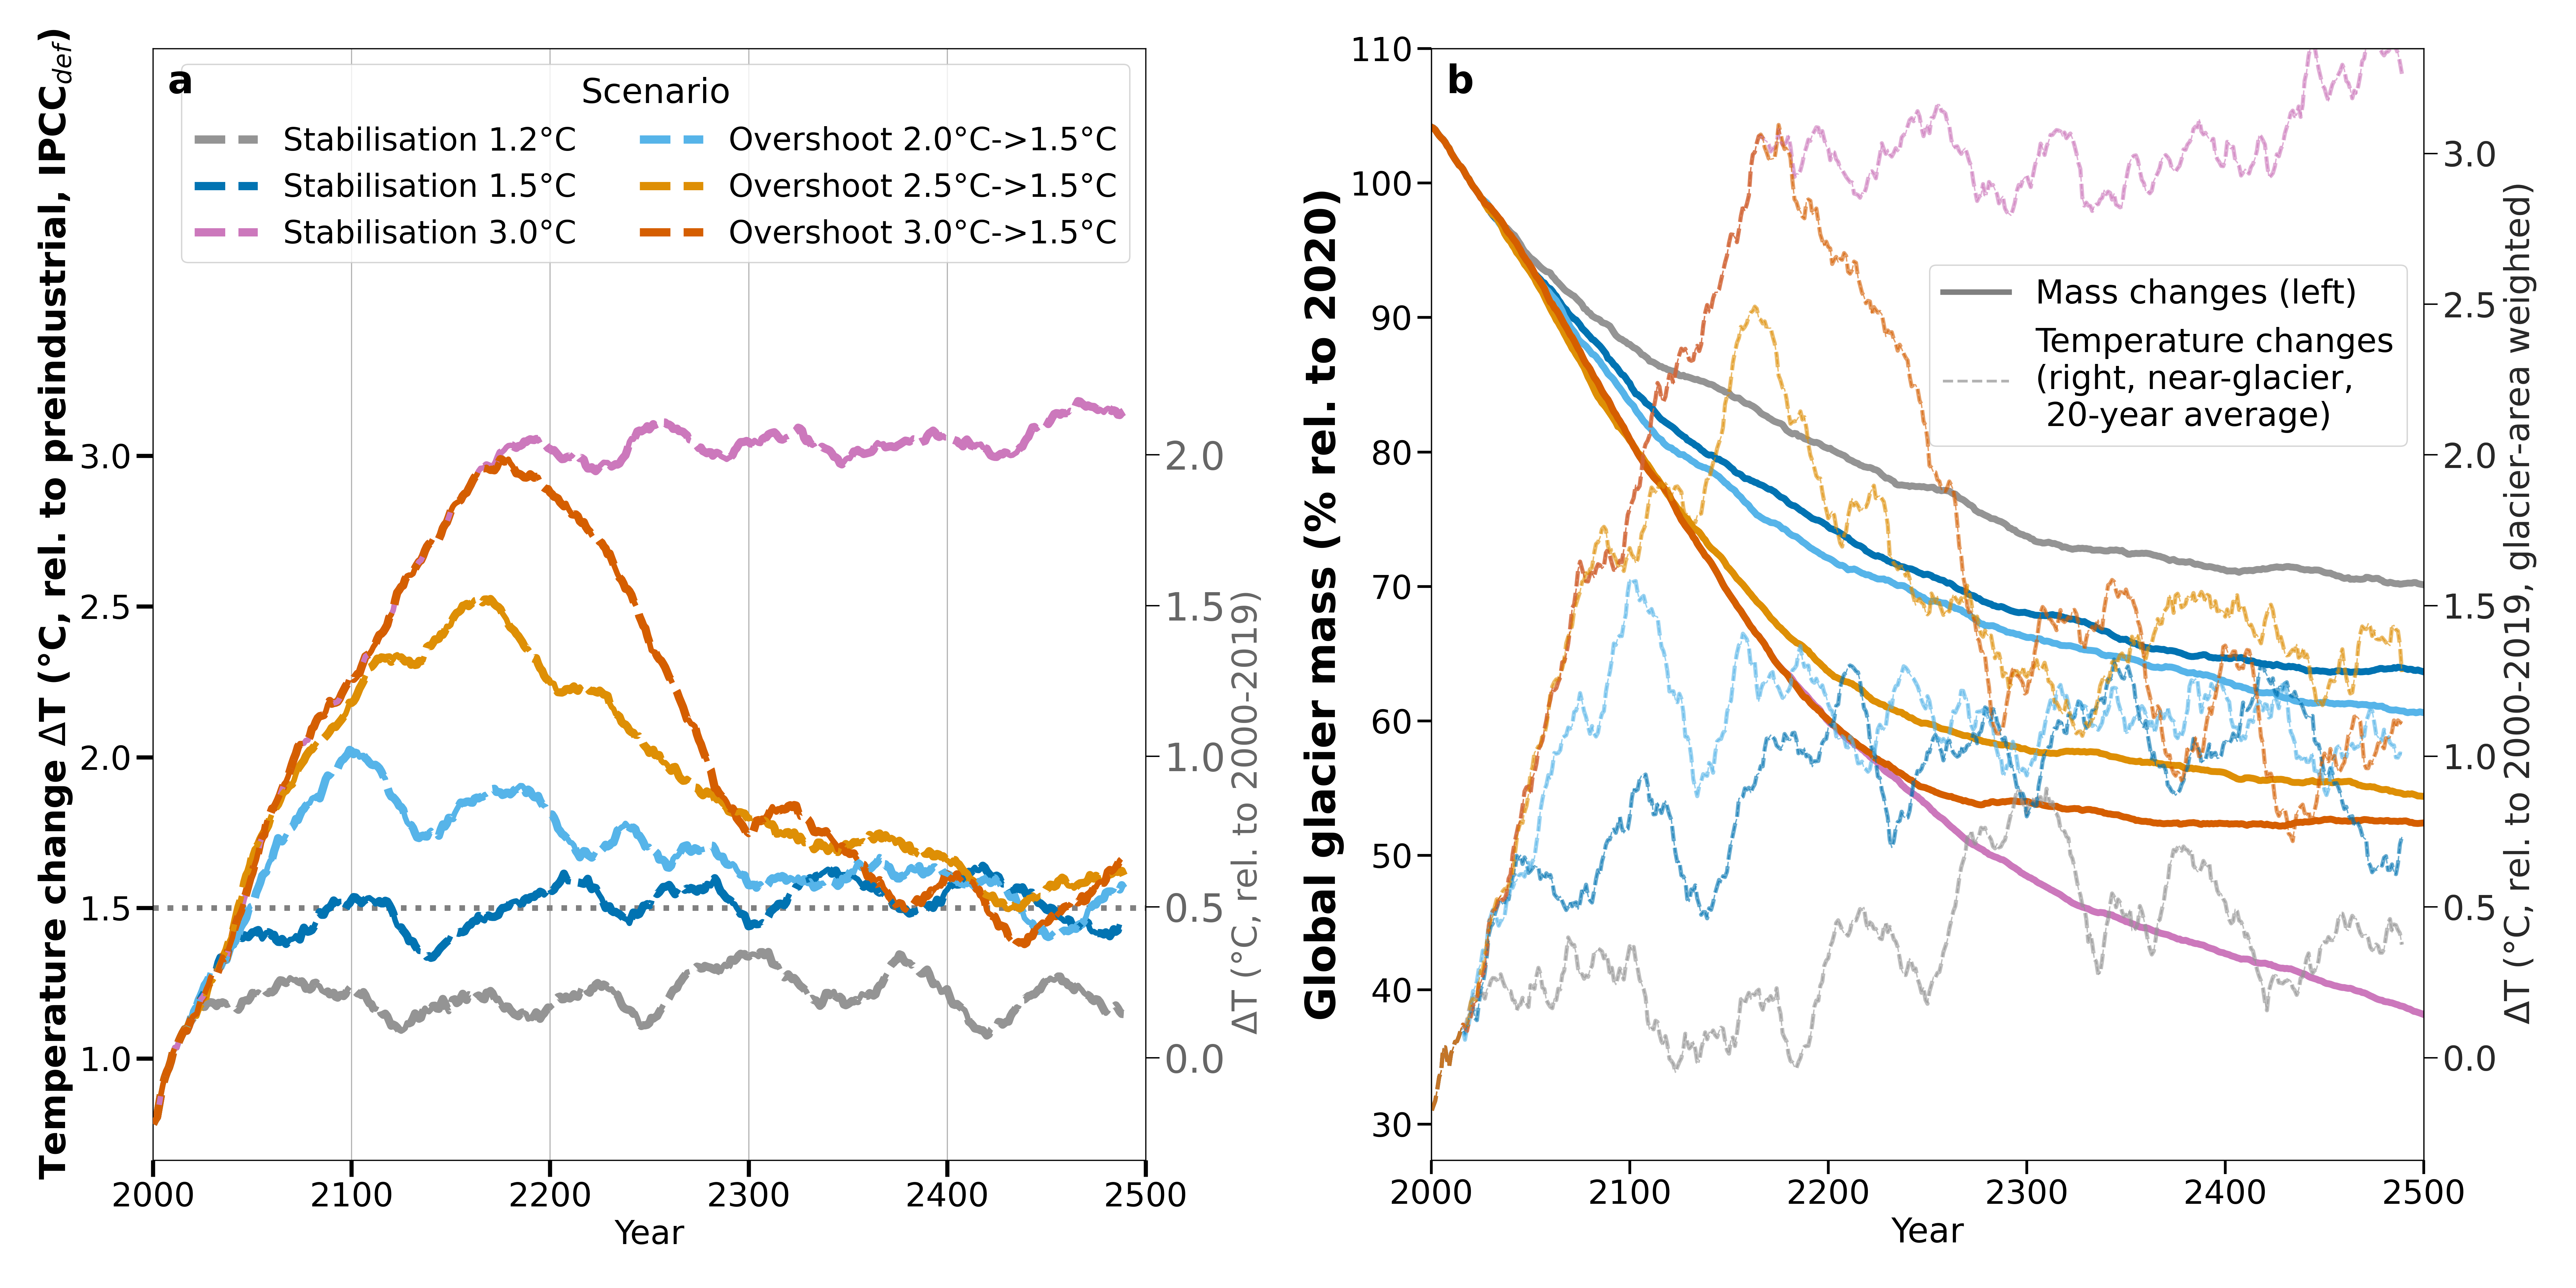 a
Scenario
Stabilisation 1.2°C
Stabilisation 1.5°C
Stabilisation 3.0°C
Overshoot 2.0°C->1.5°C
Overshoot 2.5°C->1.5°C
Overshoot 3.0°C->1.5°C
Temperature change ΔT (°C, rel. to preindustrial, IPCCdef)
3.0
2.5
2.0
1.5
1.0
2.0
1.5
1.0
0.5
0.0
ΔT (°C, rel. to 2000-2019)
2000 2100 2200 2300 2400 2500
Year
b
Global glacier mass (% rel. to 2020)
110
100
90
80
70
60
50
40
30
Mass changes (left)
Temperature changes
(right, near-glacier,
20-year average)
3.0
2.5
2.0
1.5
1.0
0.5
0.0
ΔT (°C, rel. to 2000-2019, glacier-area weighted)
2000 2100 2200 2300 2400 2500
Year